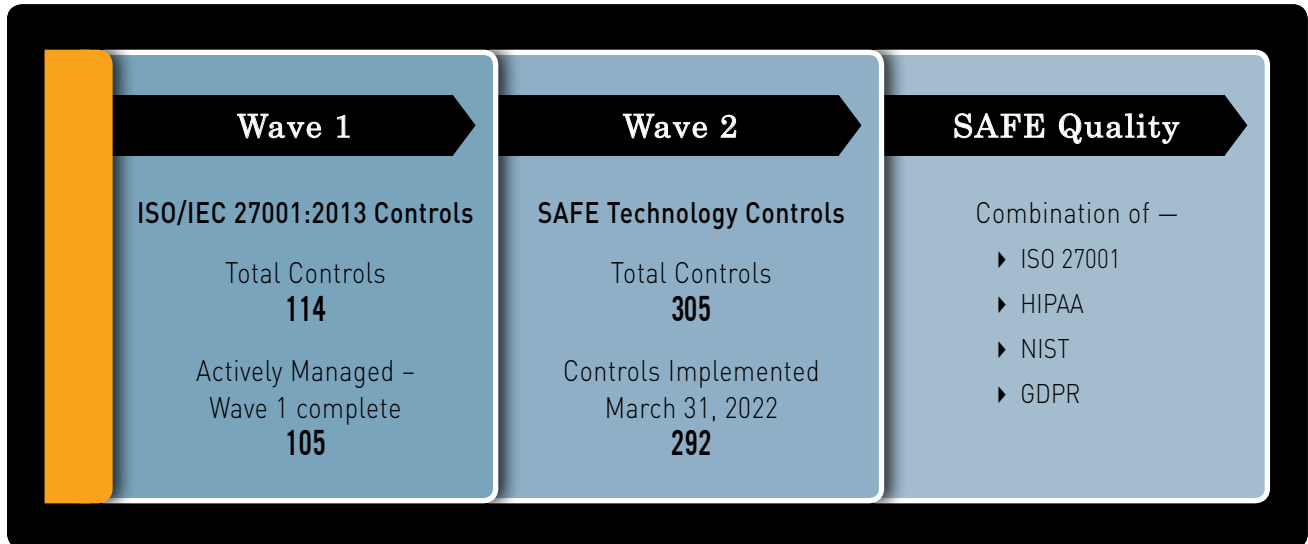 Wave 1
ISO/IEC 27001:2013 Controls
Total Controls
114
Actively Managed –
Wave 1 complete
105
Wave 2
SAFE Technology Controls
Total Controls
305
Controls Implemented
March 31, 2022
292
SAFE Quality
Combination of —
ISO 27001
HIPAA
NIST
GDPR